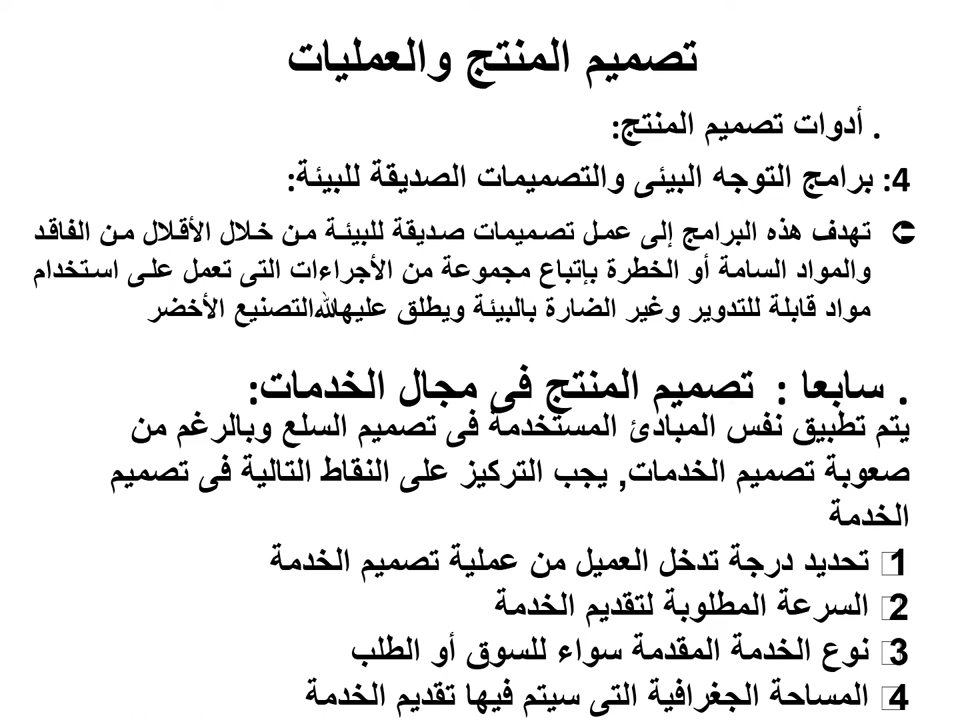 تصميم المنتج والعمليات
. أدوات تصميم المنتج:
4: برامج التوجه البيئى والتصميمات الصديقة للبيئة:
تهدف هذه البرامج إلى عمل تصميمات صديقة للبيئة من خلال الأقلال من الفاقد
والمواد السامة أو الخطرة بإتباع مجموعة من الأجراءات التى تعمل على استخدام
مواد قابلة للتدوير وغير الضارة بالبيئة ويطلق عليهاﷲالتصنيع الأخضر
. سابعا : تصميم المنتج فى مجال الخدمات:
يتم تطبيق نفس المبادئ المستخدمة فى تصميم السلع وبالرغم من
صعوبة تصميم الخدمات, يجب التركيز على النقاط التالية فى تصميم
الخدمة
1 تحديد درجة تدخل العميل من عملية تصميم الخدمة
2 السرعة المطلوبة لتقديم الخدمة
3 نوع الخدمة المقدمة سواء للسوق أو الطلب
4 المساحة الجغرافية التى سيتم فيها تقديم الخدمة